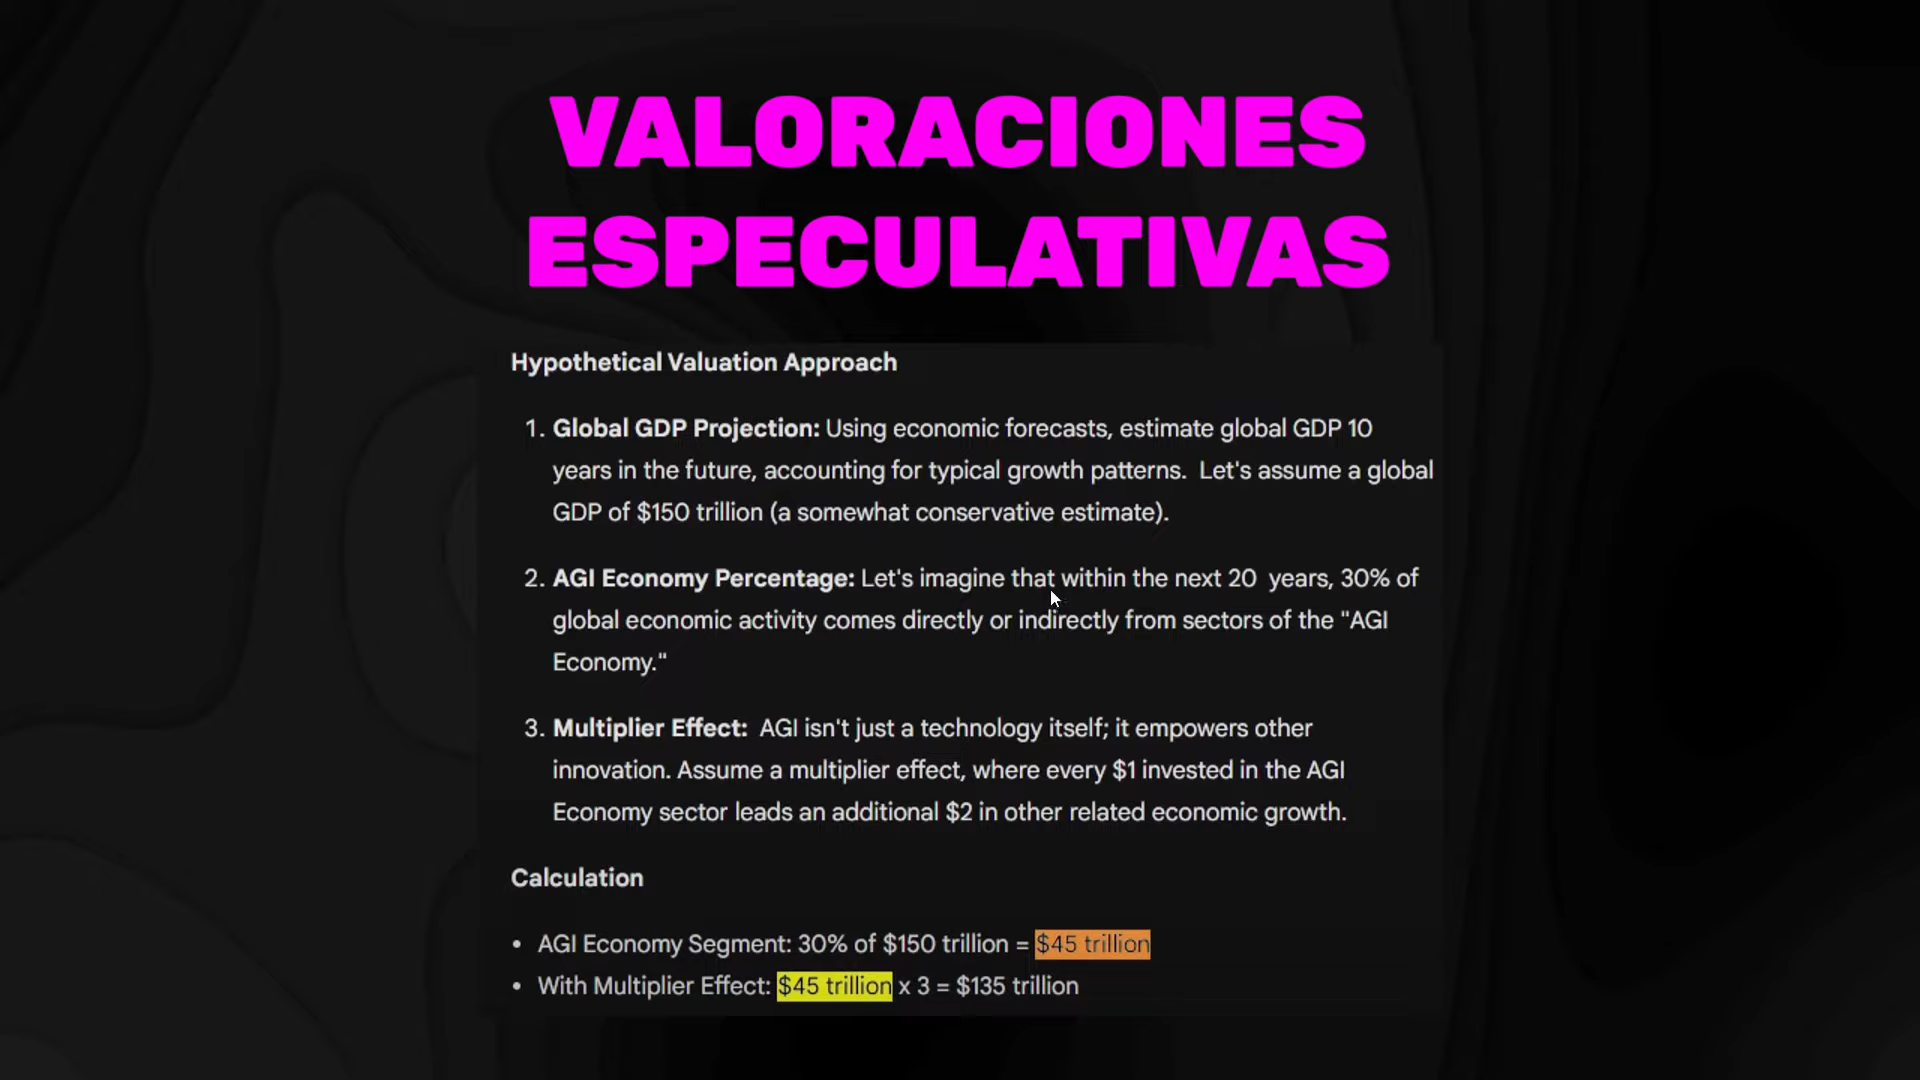 VALORACIONES
ESPECULATIVAS
Hypothetical Valuation Approach
1. Global GDP Projection: Using economic forecasts, estimate global GDP 10
years in the future, accounting for typical growth patterns.  Let's assume a global
GDP of $150 trillion (a somewhat conservative estimate).
2. AGI Economy Percentage: Let's imagine that within the next 20  years, 30% of
global economic activity comes directly or indirectly from sectors of the "AGI
Economy."
3. Multiplier Effect:  AGI isn't just a technology itself; it empowers other
innovation. Assume a multiplier effect, where every $1 invested in the AGI
Economy sector leads an additional $2 in other related economic growth.
Calculation
• AGI Economy Segment: 30% of $150 trillion = $45 trillion
• With Multiplier Effect: $45 trillion x 3 = $135 trillion